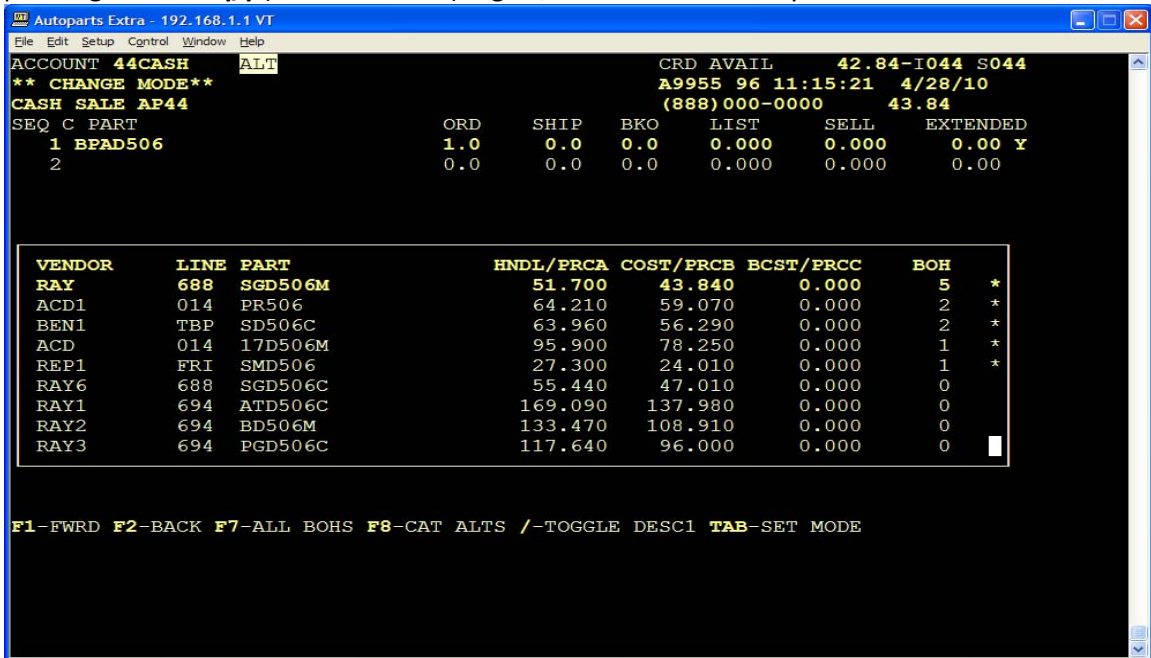 Autoparts Extra - 192.168.1.1 VT
File Edit Setup Control Window Help
ACCOUNT 44CASH ALT CRD AVAIL 42.84-I044 S044
** CHANGE MODE** A9955 96 11:15:21 4/28/10
CASH SALE AP44 (888)000-0000 43.84
SEQ C PART ORD SHIP BKO LIST SELL EXTENDED
1 BPAD506 1.0 0.0 0.0 0.000 0.000 0.00 Y
2 0.0 0.0 0.0 0.000 0.000 0.00
VENDOR LINE PART HNDL/PRCA COST/PRCB BCST/PRCC BOH
RAY 688 SGD506M 51.700 43.840 0.000 5 *
ACD1 014 PR506 64.210 59.070 0.000 2 *
BEN1 TBP SD506C 63.960 56.290 0.000 2 *
ACD 014 17D506M 95.900 78.250 0.000 1 *
REP1 FRI SMD506 27.300 24.010 0.000 1 *
RAY6 688 SGD506C 55.440 47.010 0.000 0
RAY1 694 ATD506C 169.090 137.980 0.000 0
RAY2 694 BD506M 133.470 108.910 0.000 0
RAY3 694 PGD506C 117.640 96.000 0.000 0
F1-FWRD F2-BACK F7-ALL BOHS F8-CAT ALTS /-TOGGLE DESC1 TAB-SET MODE